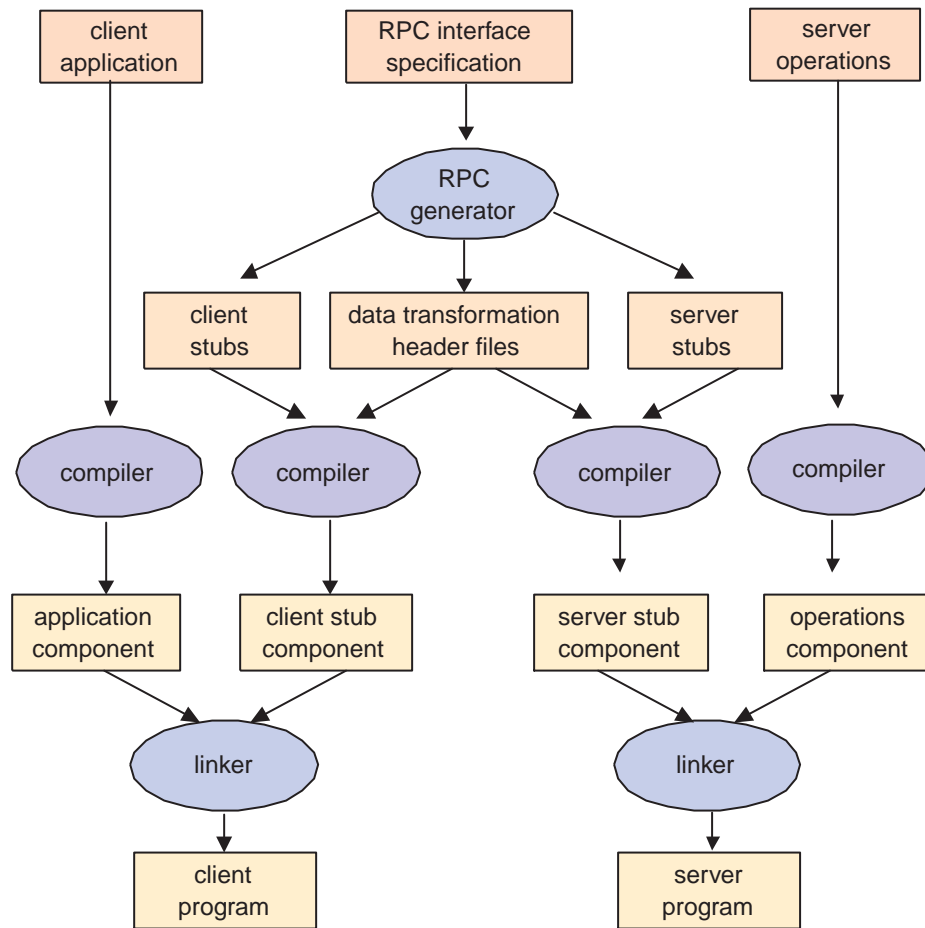 client
application
RPC interface
specification
server
operations
RPC
generator
client
stubs
data transformation
header files
server
stubs
compiler
compiler
compiler
compiler
application
component
client stub
component
server stub
component
operations
component
linker
linker
client
program
server
program